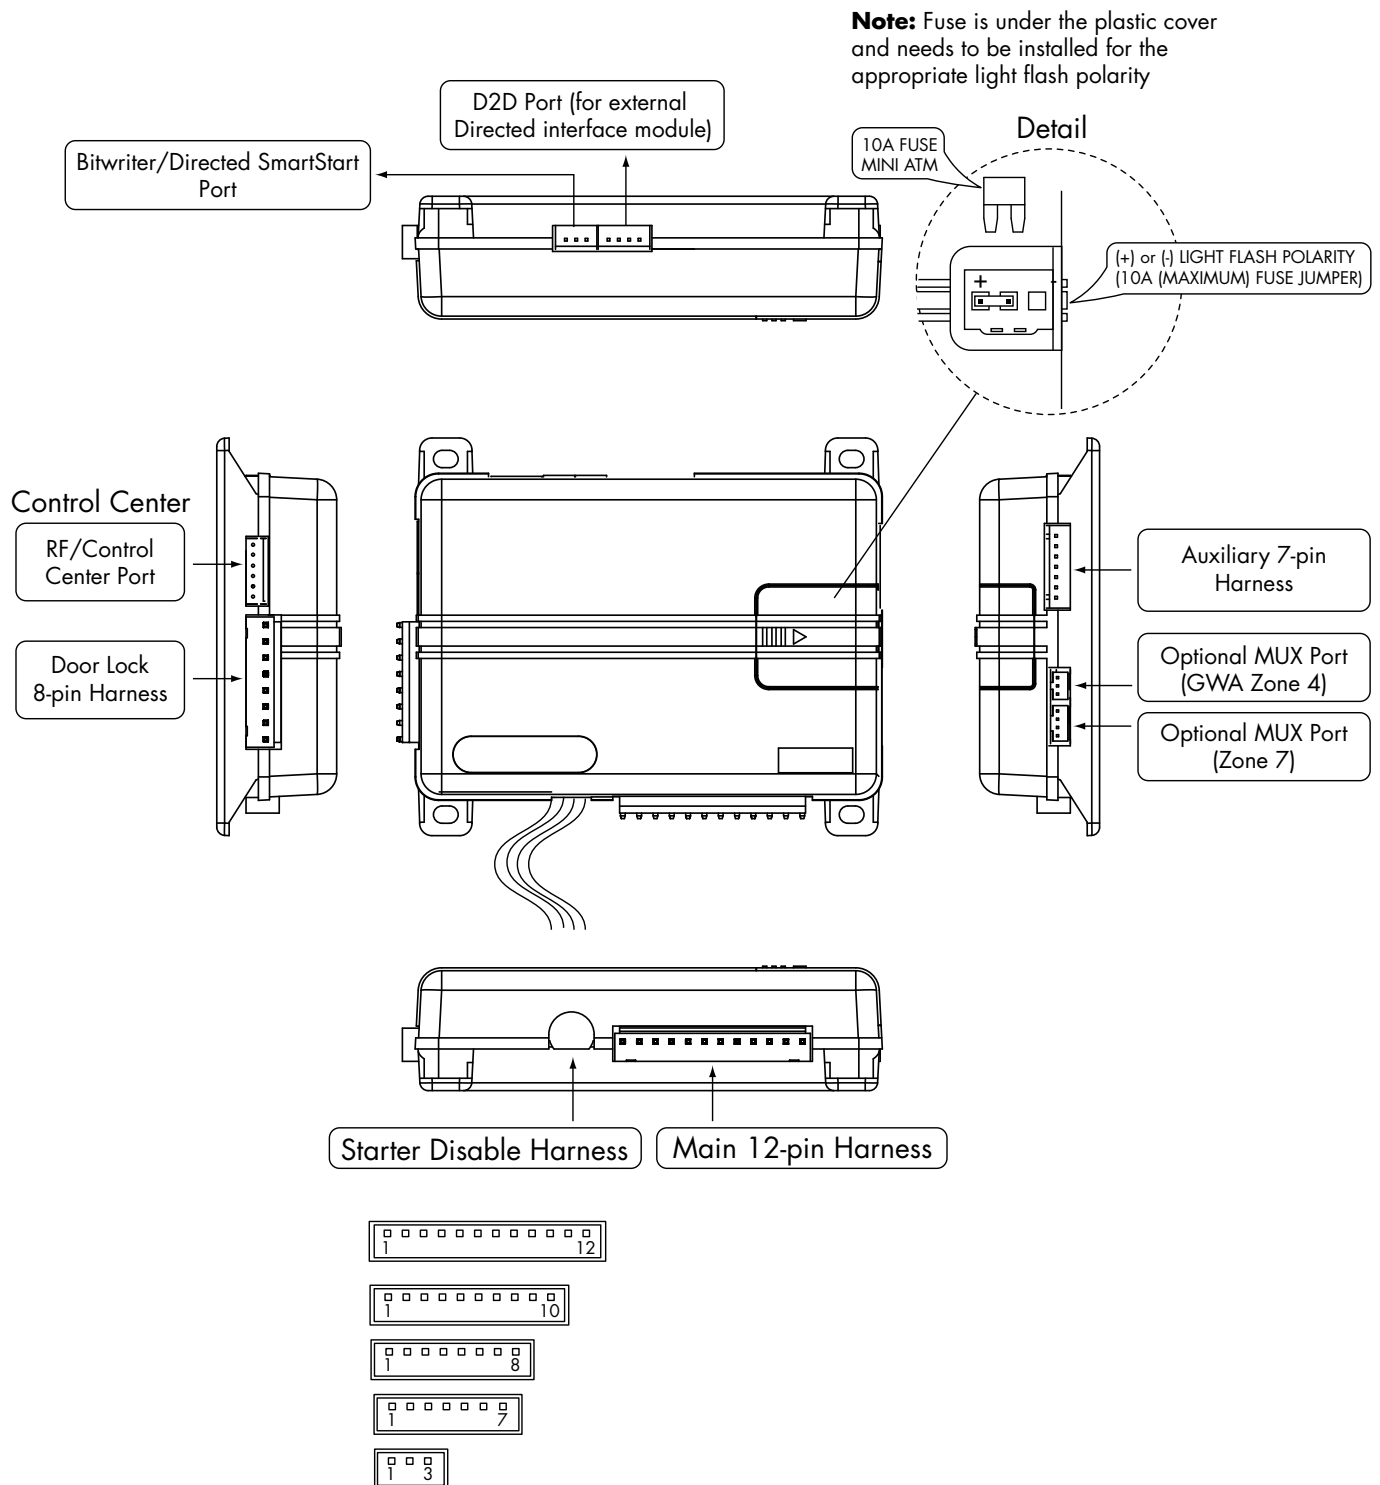 Note: Fuse is under the plastic cover
and needs to be installed for the
appropriate light flash polarity
D2D Port (for external
Directed interface module)
Bitwriter/Directed SmartStart
Port
Detail
10A FUSE
MINI ATM
(+) or (-) LIGHT FLASH POLARITY
(10A (MAXIMUM) FUSE JUMPER)
+
-
Control Center
RF/Control
Center Port
Door Lock
8-pin Harness
Auxiliary 7-pin
Harness
Optional MUX Port
(GWA Zone 4)
Optional MUX Port
(Zone 7)
Starter Disable Harness
Main 12-pin Harness
1 12
1 10
1 8
1 7
1 3